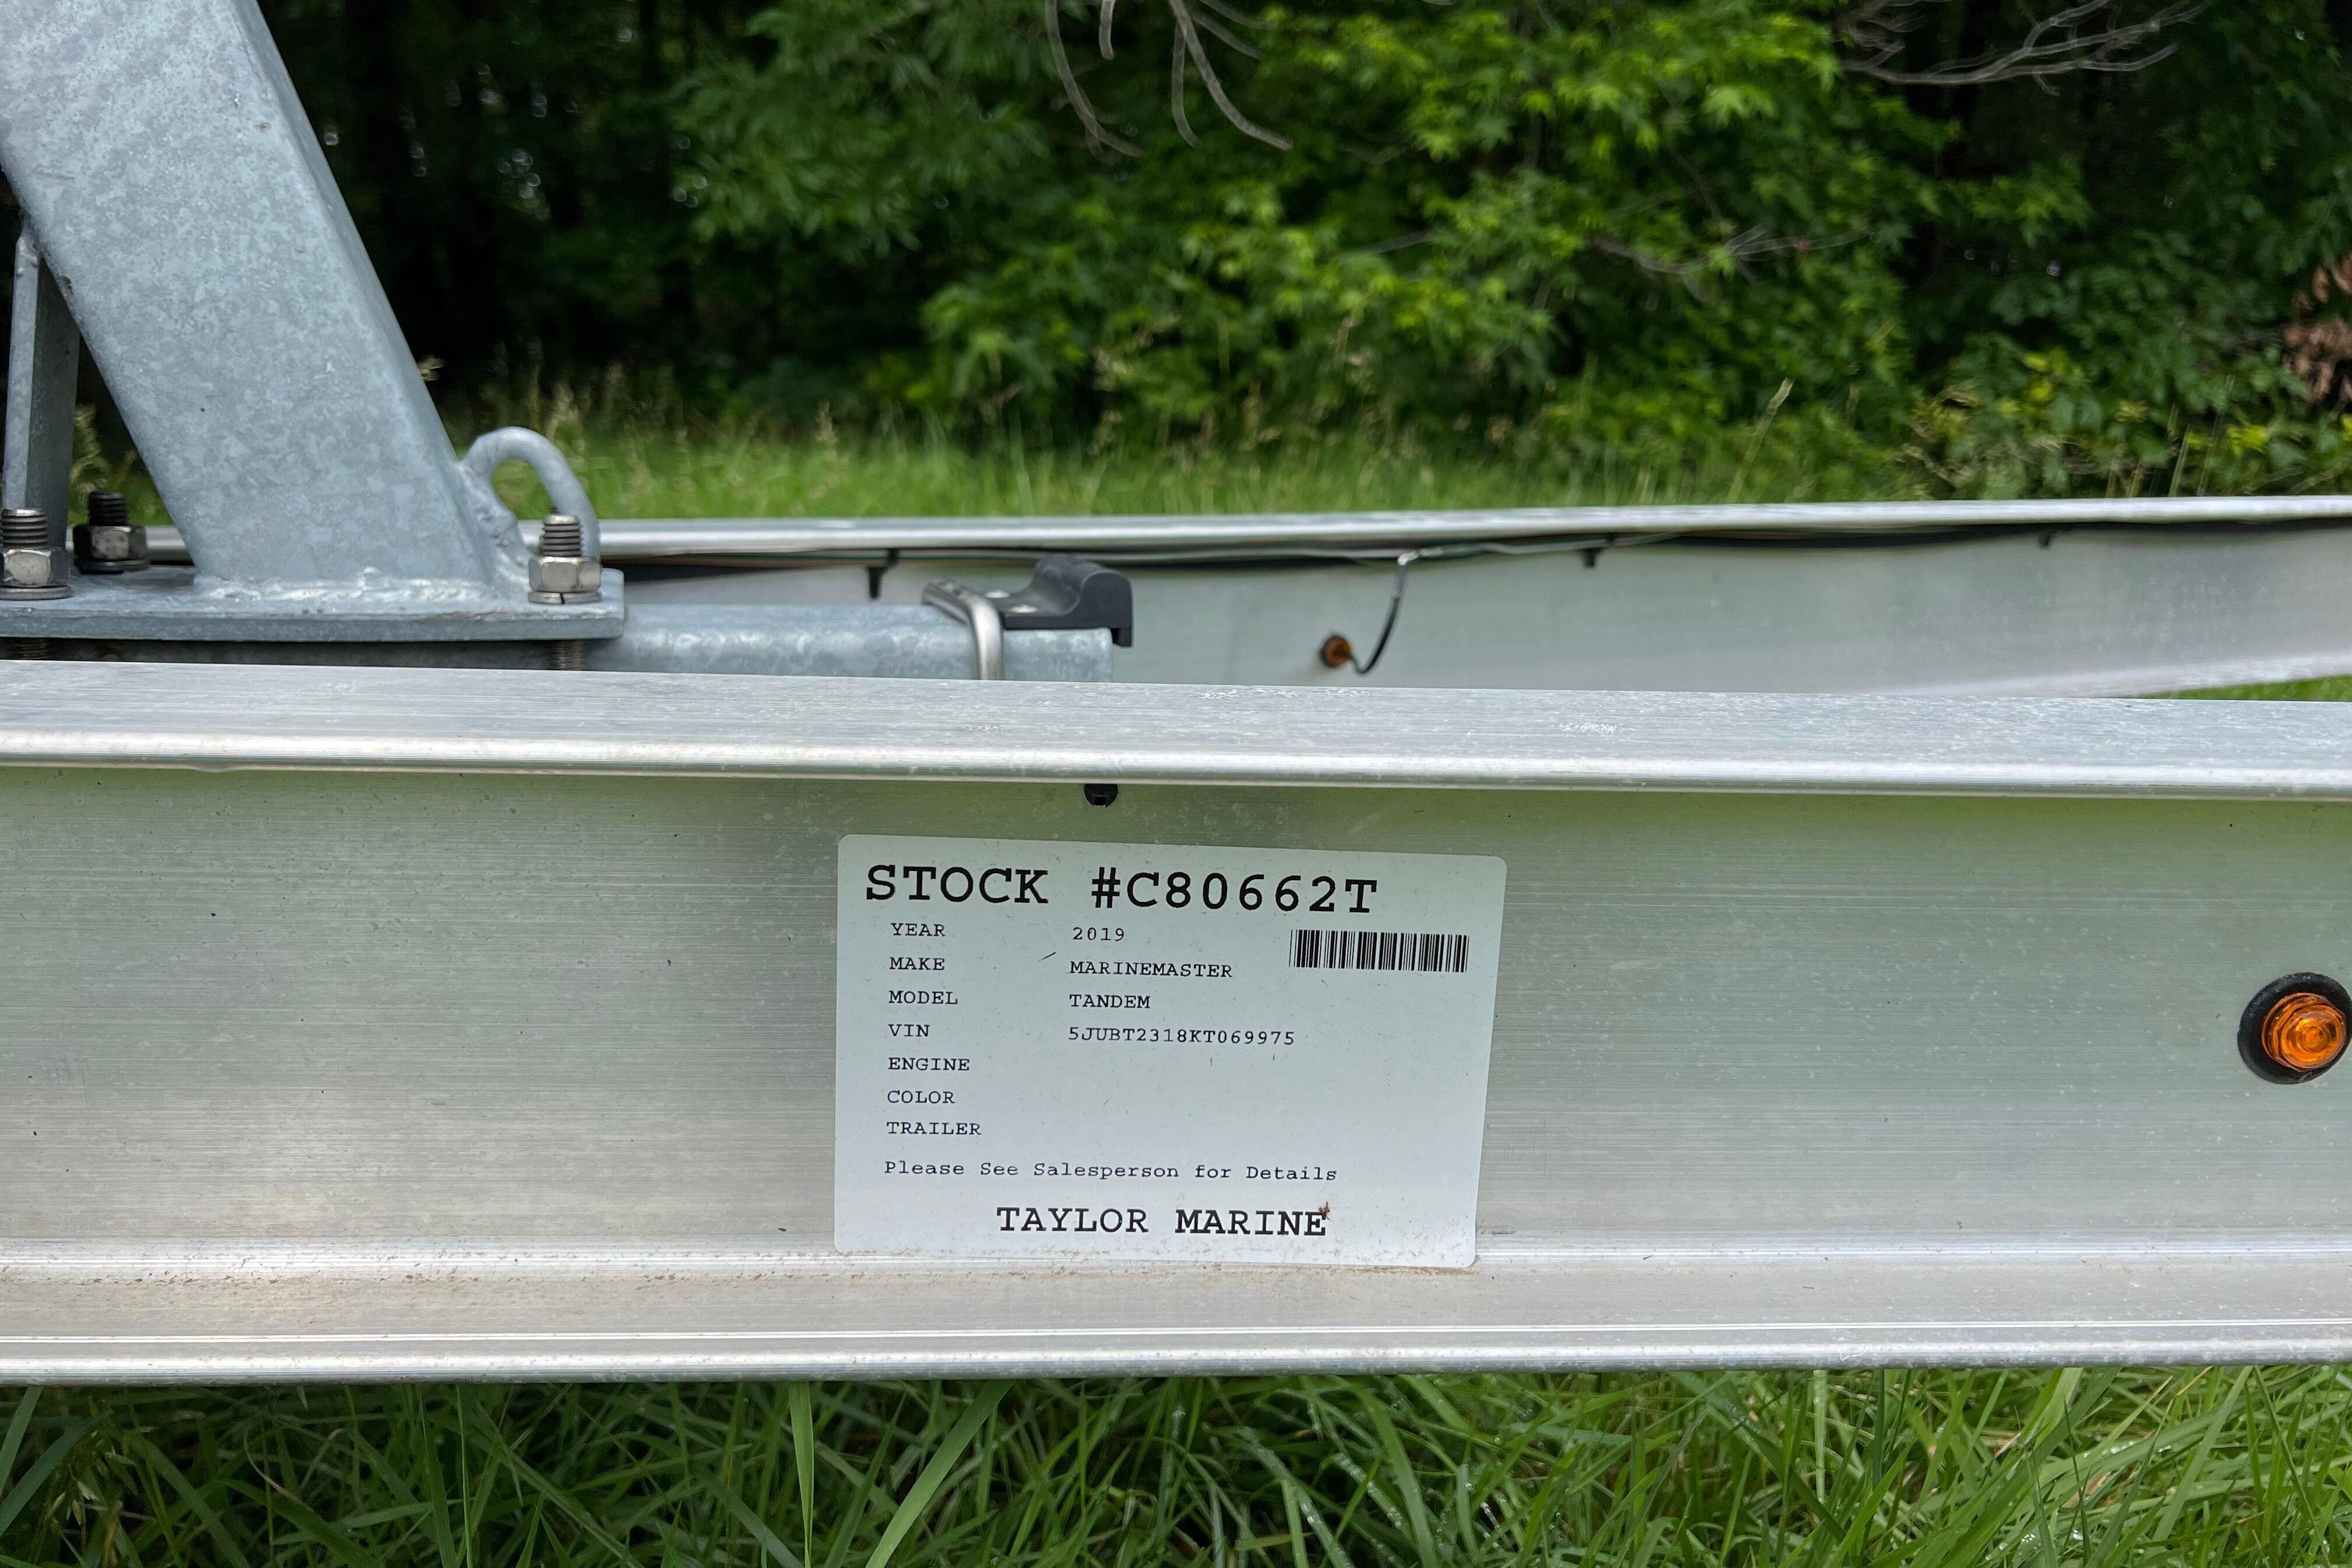 STOCK #C80662T
YEAR 2019
MAKE MARINEMASTER
MODEL TANDEM
VIN 5JUBT2318KT069975
ENGINE
COLOR
TRAILER
Please See Salesperson for Details
TAYLOR MARINE